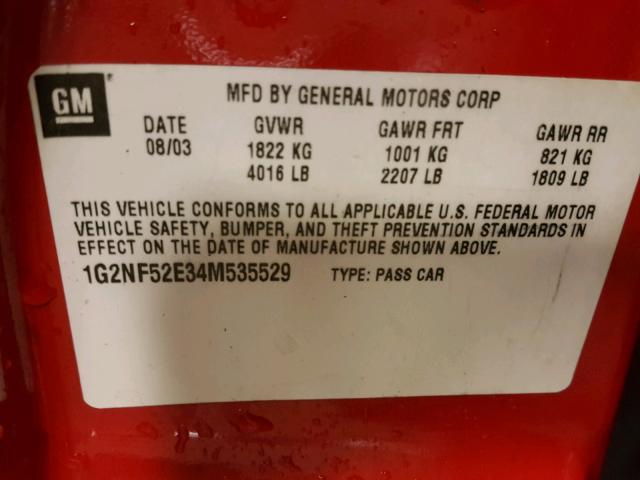 GM
MFD BY GENERAL MOTORS CORP
DATE GVWR GAWR FRT GAWR RR
08/03 1822 KG 1001 KG 821 KG
4016 LB 2207 LB 1809 LB
THIS VEHICLE CONFORMS TO ALL APPLICABLE U.S. FEDERAL MOTOR
VEHICLE SAFETY, BUMPER, AND THEFT PREVENTION STANDARDS IN
EFFECT ON THE DATE OF MANUFACTURE SHOWN ABOVE.
1G2NF52E34M535529 TYPE: PASS CAR